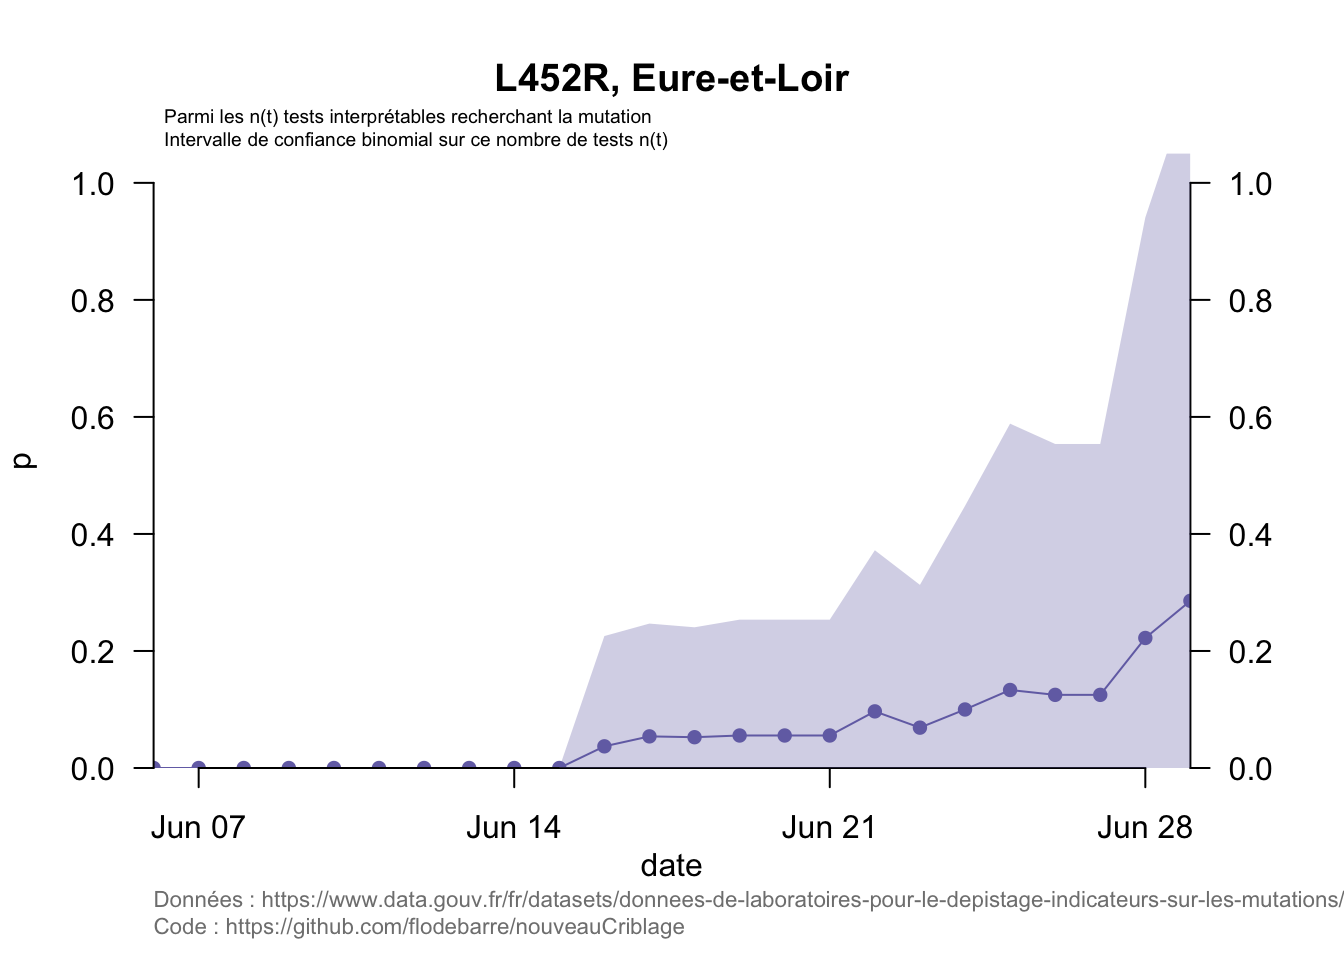 L452R, Eure-et-Loir
Parmi les n(t) tests interprétables recherchant la mutation
Intervalle de confiance binomial sur ce nombre de tests n(t)
1.0 1.0
0.8 0.8
0.6 0.6
p
0.4 0.4
0.2 0.2
0.0 0.0
Jun 07 Jun 14 Jun 21 Jun 28
date
Données : https://www.data.gouv.fr/fr/datasets/donnees-de-laboratoires-pour-le-depistage-indicateurs-sur-les-mutations/
Code : https://github.com/flodebarre/nouveauCriblage